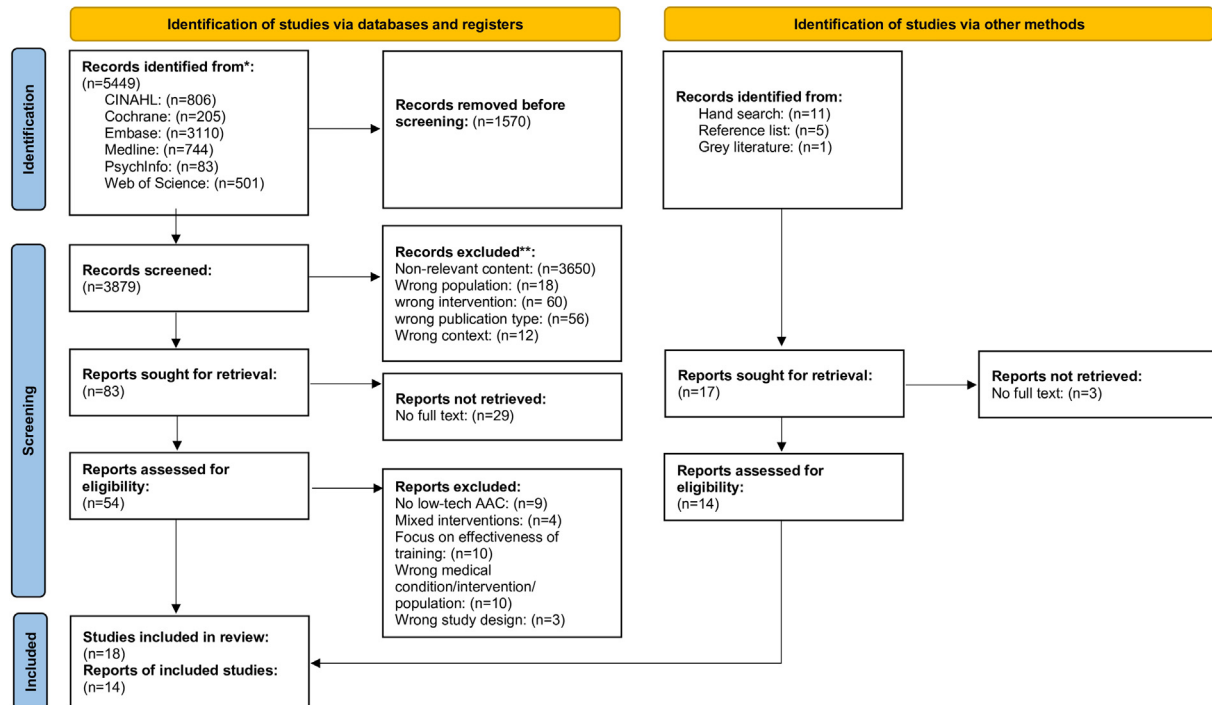 Identification of studies via databases and registers
Identification of studies via other methods
Identification
Records identified from*:
(n=5449)
CINAHL: (n=806)
Cochrane: (n=205)
Embase: (n=3110)
Medline: (n=744)
PsychInfo: (n=83)
Web of Science: (n=501)
Records removed before
screening: (n=1570)
Records identified from:
Hand search: (n=11)
Reference list: (n=5)
Grey literature: (n=1)
Screening
Records screened:
(n=3879)
Records excluded**:
Non-relevant content: (n=3650)
Wrong population: (n=18)
wrong intervention: (n= 60)
wrong publication type: (n=56)
Wrong context: (n=12)
Reports sought for retrieval:
(n=83)
Reports not retrieved:
No full text: (n=29)
Reports sought for retrieval:
(n=17)
Reports not retrieved:
No full text: (n=3)
Reports assessed for
eligibility:
(n=54)
Reports excluded:
No low-tech AAC: (n=9)
Mixed interventions: (n=4)
Focus on effectiveness of
training: (n=10)
Wrong medical
condition/intervention/
population: (n=10)
Wrong study design: (n=3)
Reports assessed for
eligibility:
(n=14)
Included
Studies included in review:
(n=18)
Reports of included studies:
(n=14)